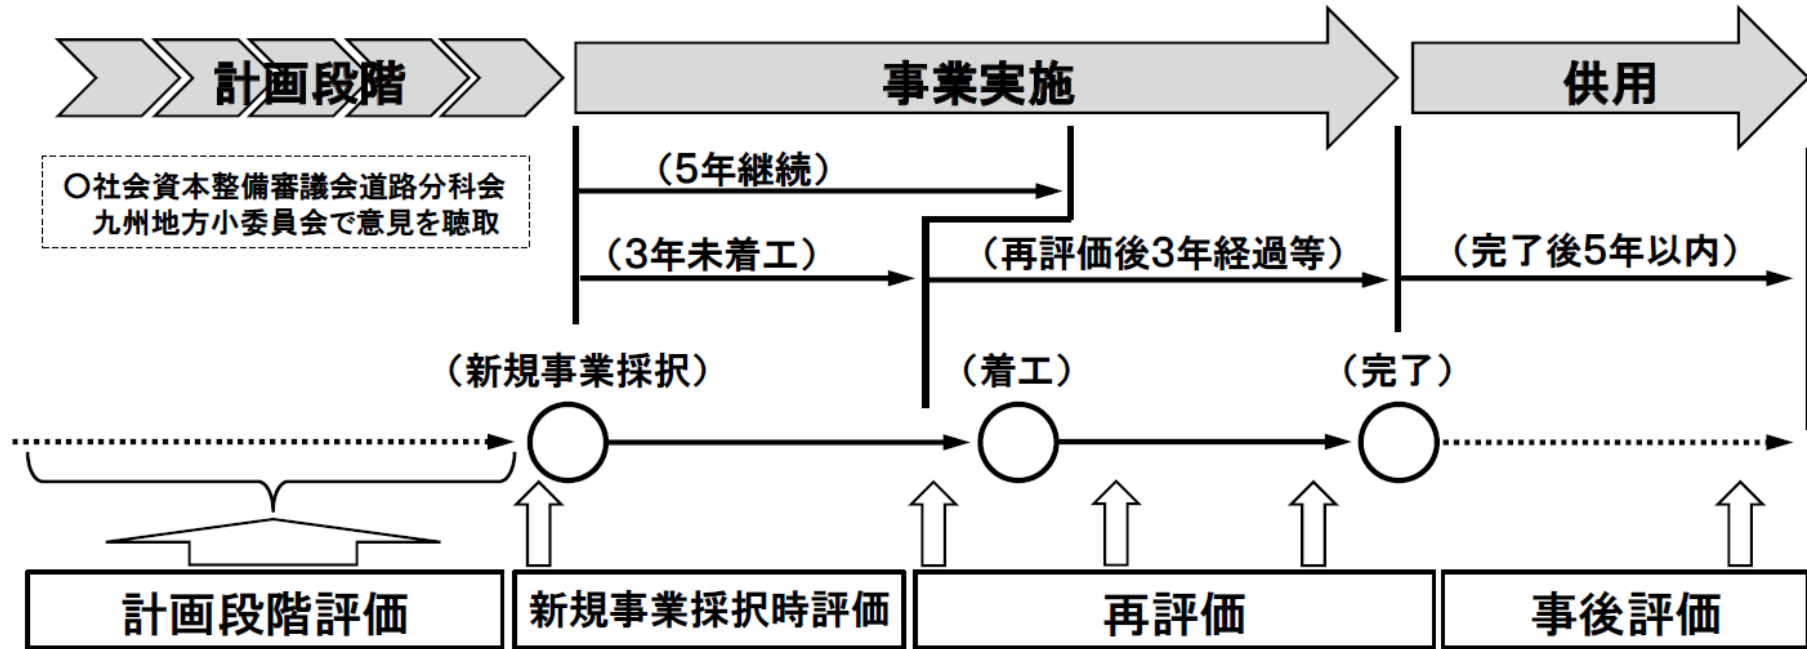 計画段階
事業実施
供用
〇社会資本整備審議会道路分科会
九州地方小委員会で意見を聴取
（5年継続）
（3年未着工）
（再評価後3年経過等）
（完了後5年以内）
（新規事業採択）
（着工）
（完了）
計画段階評価
新規事業採択時評価
再評価
事後評価